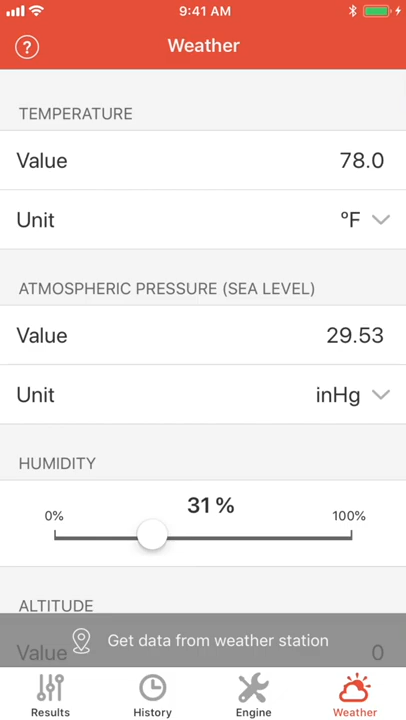 9:41 AM
?
Weather
TEMPERATURE
Value 78.0
Unit °F
ATMOSPHERIC PRESSURE (SEA LEVEL)
Value 29.53
Unit inHg
HUMIDITY
31 %
0% 100%
ALTITUDE
Get data from weather station
Value 0
Results History Engine Weather